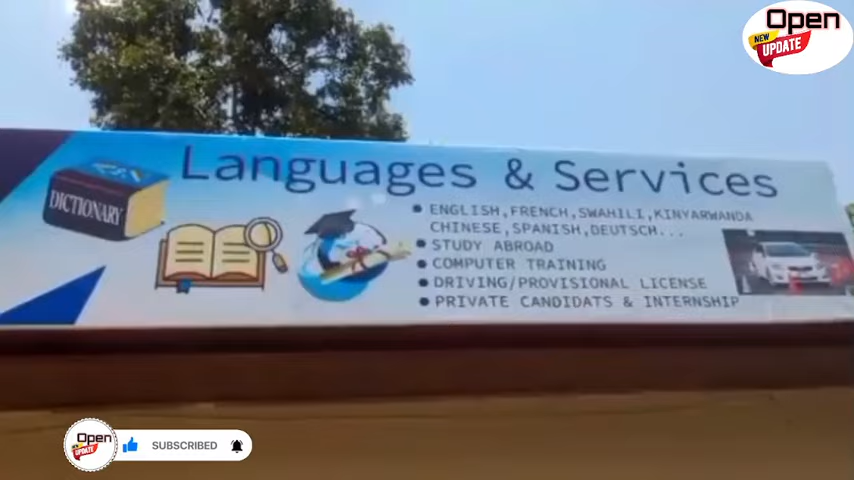 Open
NEW
UPDATE
Languages & Services
DICTIONARY
• ENGLISH,FRENCH,SWAHILI,KINYARWANDA
CHINESE,SPANISH,DEUTSCH...
• STUDY ABROAD
• COMPUTER TRAINING
• DRIVING/PROVISIONAL LICENSE
• PRIVATE CANDIDATS & INTERNSHIP
Open
UPDATE
SUBSCRIBED